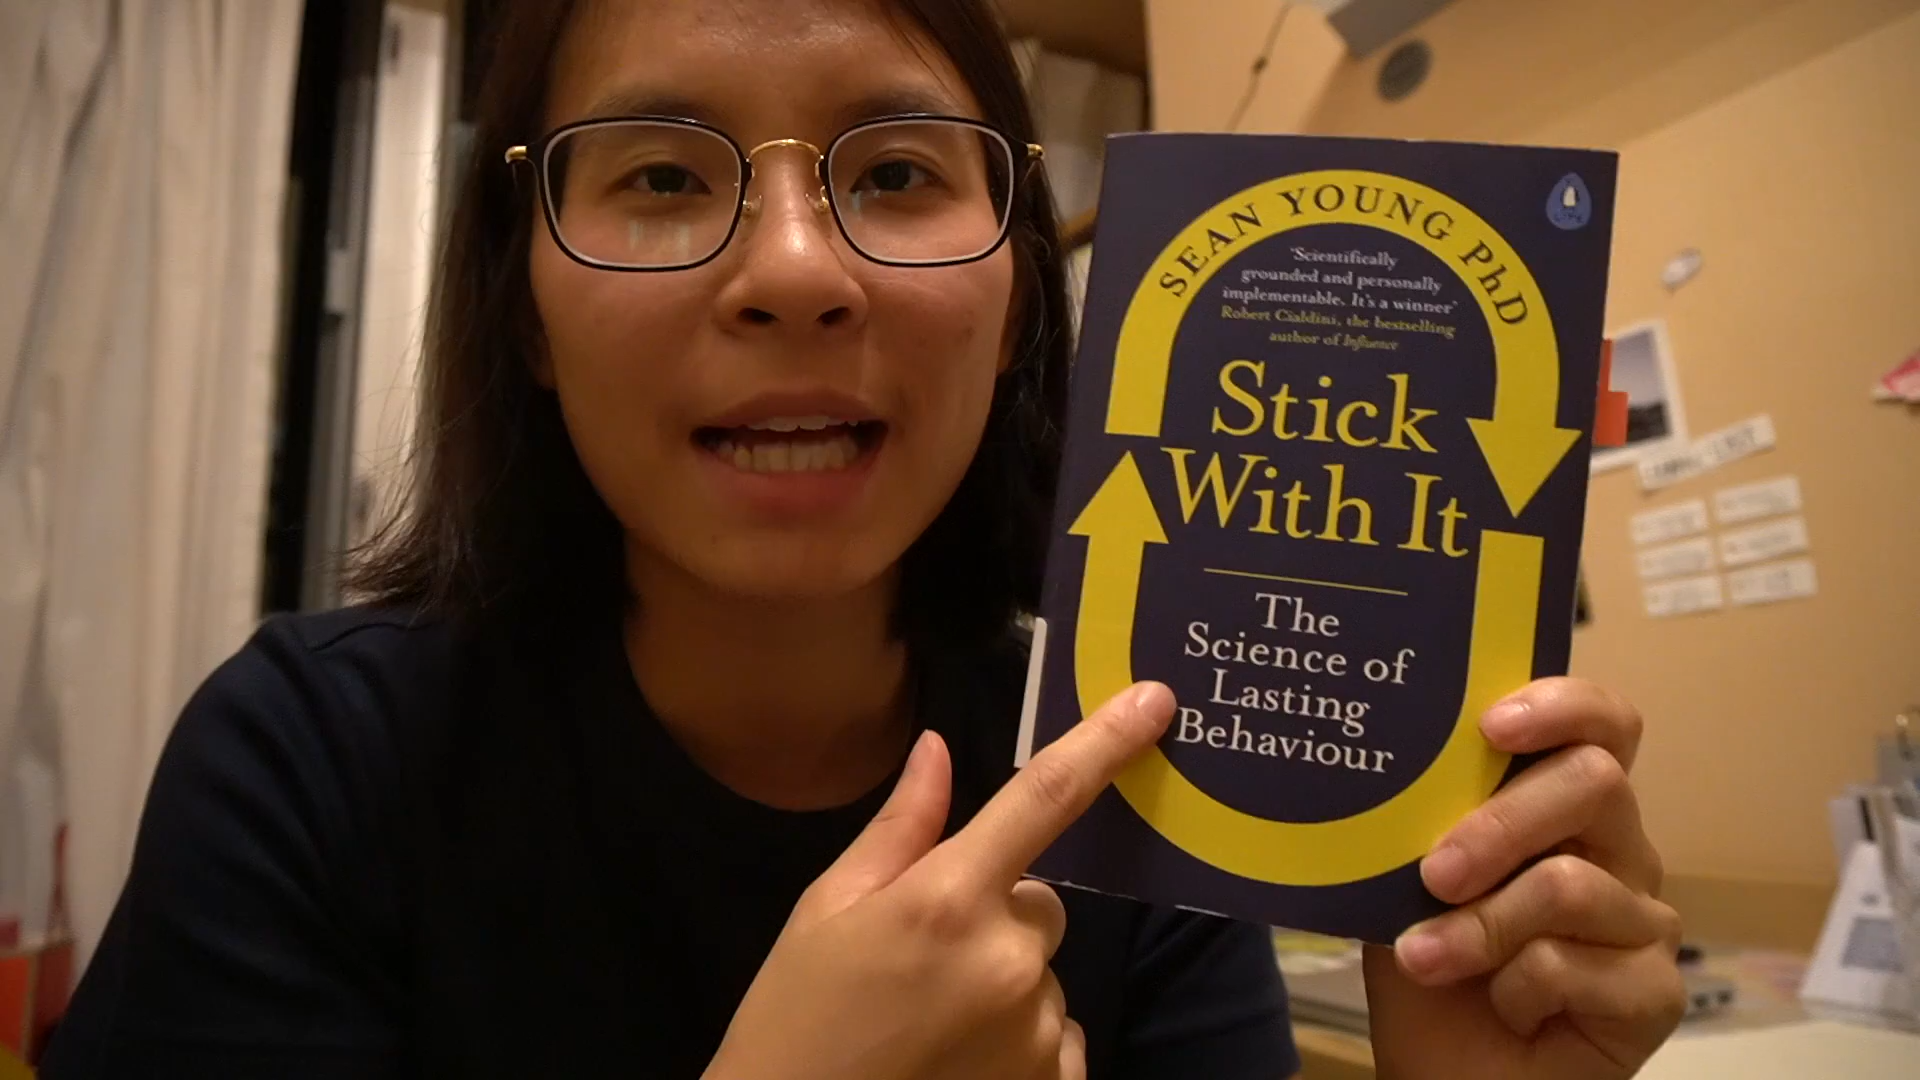 SEAN YOUNG PhD
'Scientifically
grounded and personally
implementable. It's a winner'
Robert Cialdini, the bestselling
author of Influence
Stick
With It
The
Science of
Lasting
Behaviour